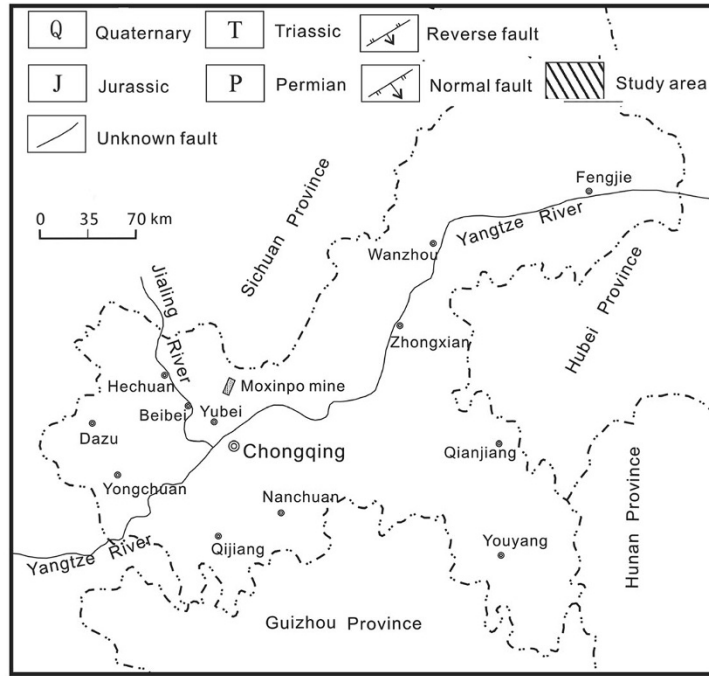 Q Quaternary
T Triassic
Reverse fault
J Jurassic
P Permian
Normal fault
Study area
Unknown fault
0 35 70 km
Fengjie
Yangtze River
Sichuan Province
Wanzhou
Hubei Province
Jialing River
Zhongxian
Hechuan
Moxinpo mine
Beibei
Yubei
Dazu
Chongqing
Qianjiang
Yongchuan
Nanchuan
Hunan Province
Yangtze River
Qijiang
Youyang
Guizhou Province